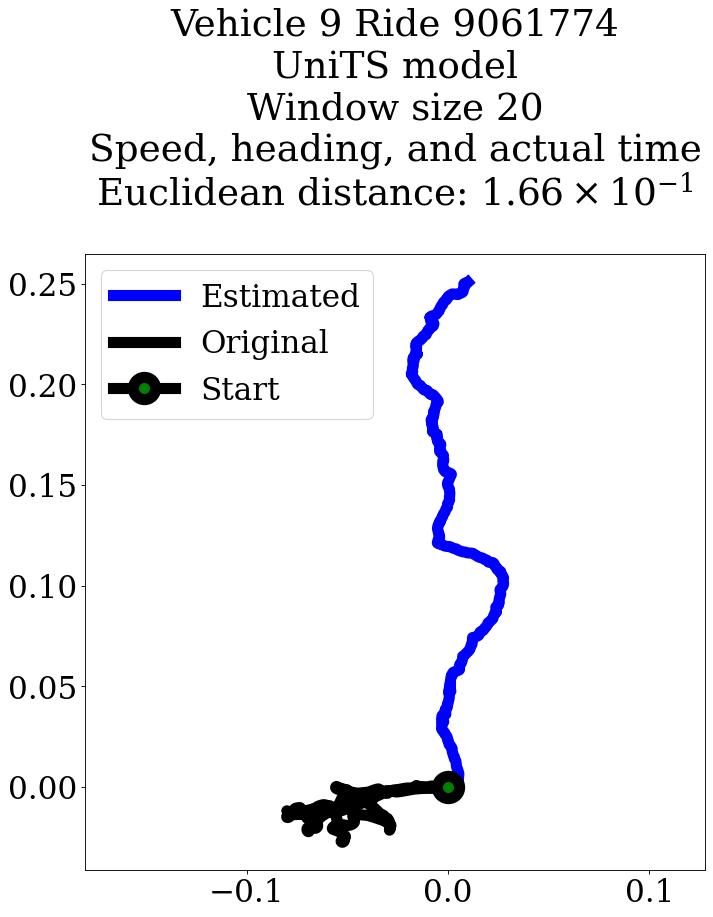 Vehicle 9 Ride 9061774
UniTS model
Window size 20
Speed, heading, and actual time
Euclidean distance: 1.66 × 10⁻¹
Estimated
Original
Start
0.25
0.20
0.15
0.10
0.05
0.00
−0.1 0.0 0.1